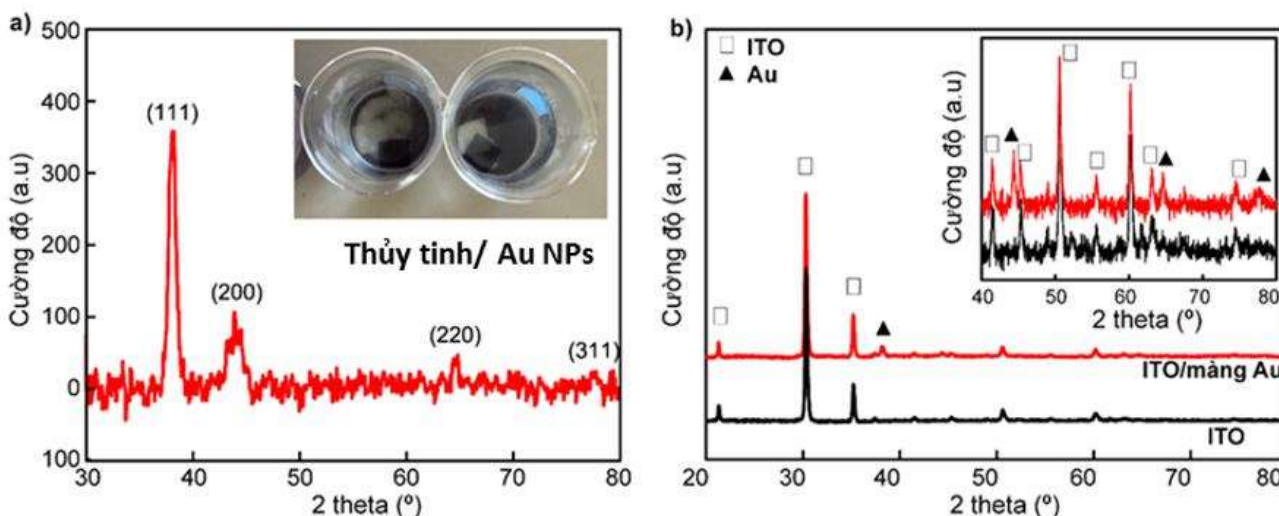 a)
500
400
300
200
100
0
100
30
40
50
60
70
80
Cường độ (a.u)
2 theta (º)
(111)
(200)
(220)
(311)
Thủy tinh/ Au NPs
b)
□ ITO
▲ Au
Cường độ (a.u)
20
30
40
50
60
70
80
2 theta (º)
ITO/màng Au
ITO
Cường độ (a.u)
40
50
60
70
80
2 theta (º)